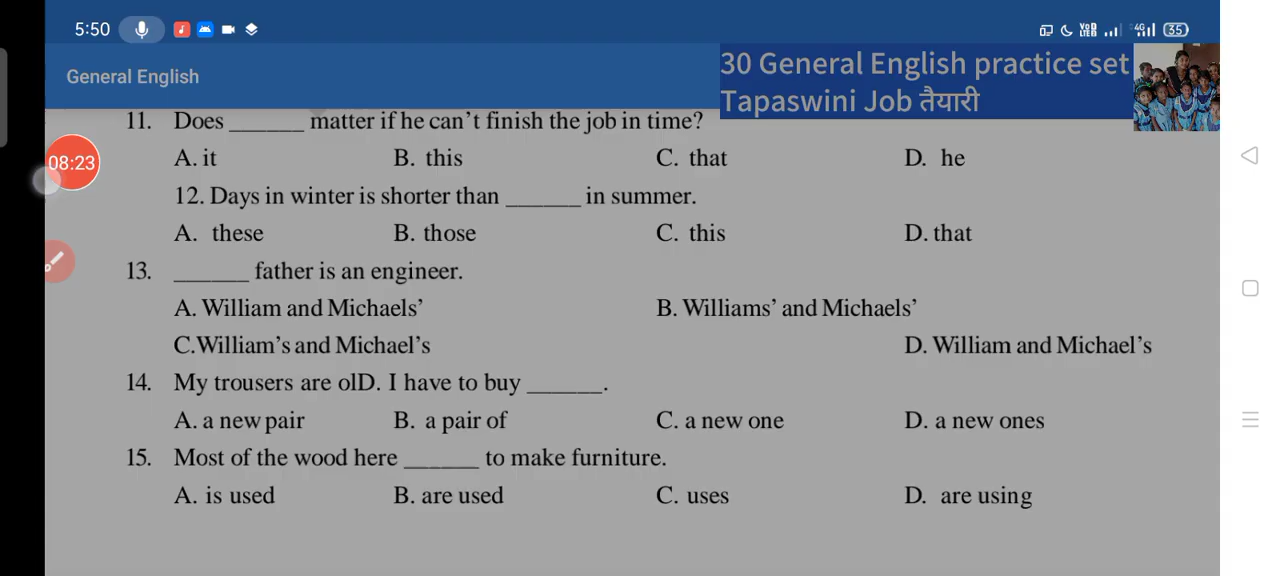 5:50
VoD LTE 4G 35
General English
30 General English practice set
Tapaswini Job तैयारी
08:23
11. Does ______ matter if he can’t finish the job in time?
A. it B. this C. that D. he
12. Days in winter is shorter than ______ in summer.
A. these B. those C. this D. that
13. ______ father is an engineer.
A. William and Michaels’ B. Williams’ and Michaels’
C.William’s and Michael’s D. William and Michael’s
14. My trousers are olD. I have to buy ______.
A. a new pair B. a pair of C. a new one D. a new ones
15. Most of the wood here ______ to make furniture.
A. is used B. are used C. uses D. are using